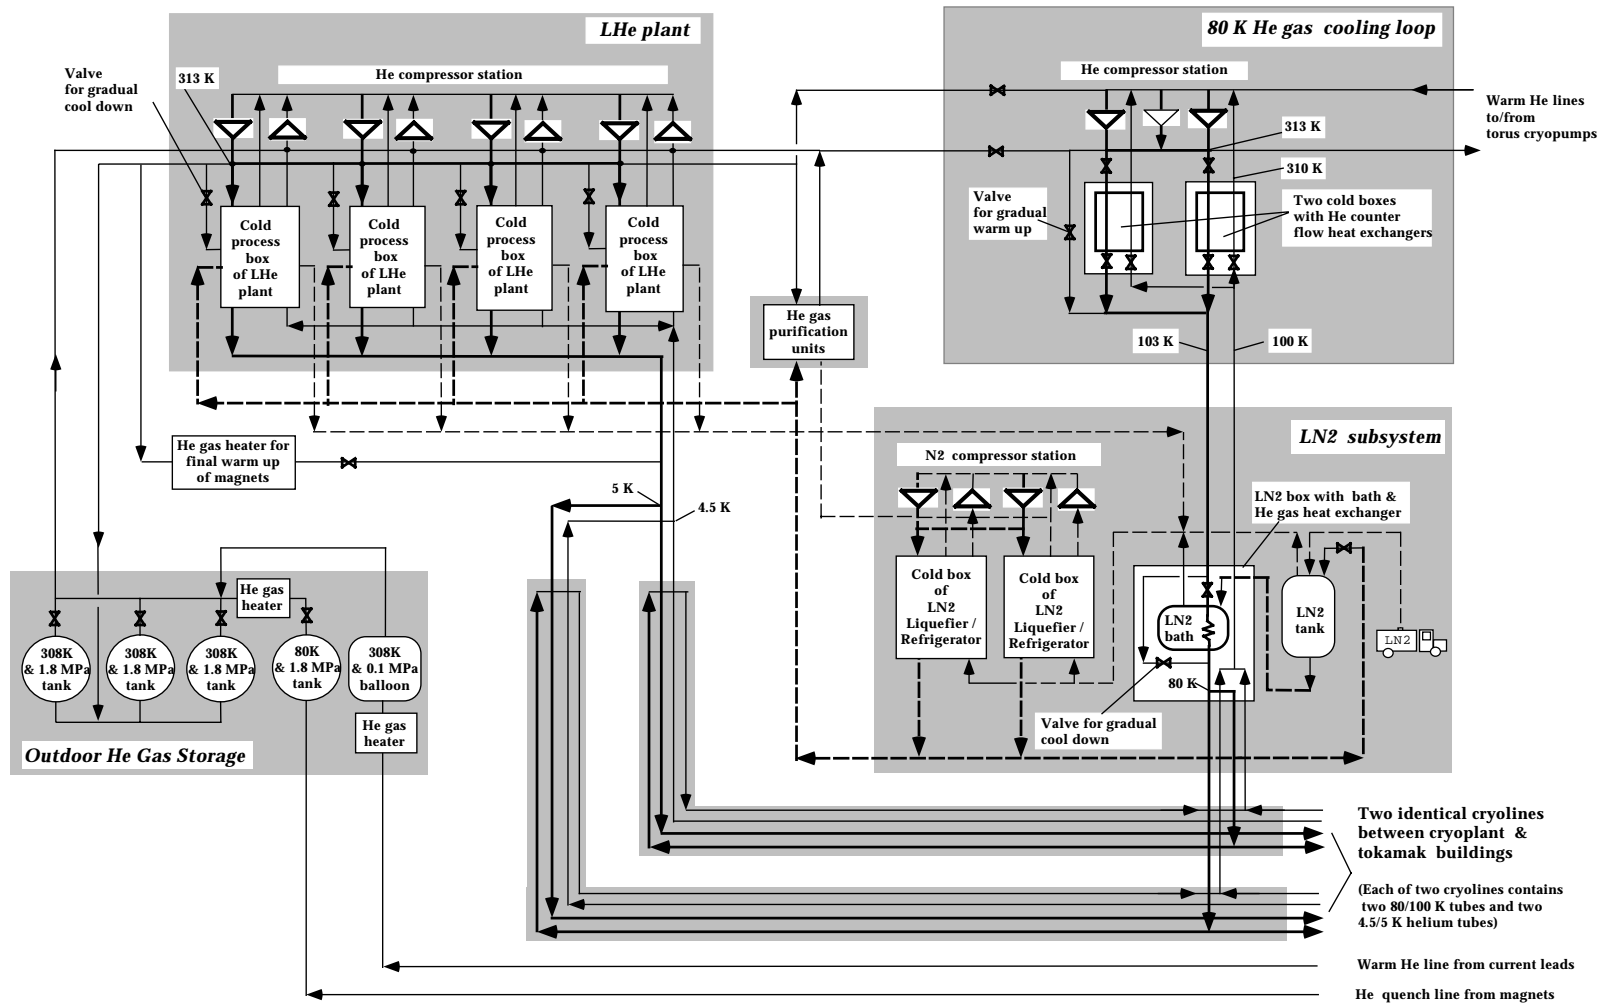 LHe plant
He compressor station
Valve
for gradual
cool down
313 K
Cold
process
box
of LHe
plant
Cold
process
box
of LHe
plant
Cold
process
box
of LHe
plant
Cold
process
box
of LHe
plant
80 K He gas cooling loop
He compressor station
Warm He lines
to/from
torus cryopumps
313 K
310 K
Valve
for gradual
warm up
Two cold boxes
with He counter
flow heat exchangers
103 K
100 K
He gas
purification
units
He gas heater for
final warm up
of magnets
5 K
4.5 K
LN2 subsystem
N2 compressor station
LN2 box with bath &
He gas heat exchanger
Cold box
of
LN2
Liquefier /
Refrigerator
Cold box
of
LN2
Liquefier /
Refrigerator
LN2
bath
LN2
tank
LN2
80 K
Valve for gradual
cool down
He gas
heater
308K
& 1.8 MPa
tank
308K
& 1.8 MPa
tank
308K
& 1.8 MPa
tank
80K
& 1.8 MPa
tank
308K
& 0.1 MPa
balloon
He gas
heater
Outdoor He Gas Storage
Two identical cryolines
between cryoplant &
tokamak buildings
(Each of two cryolines contains
two 80/100 K tubes and two
4.5/5 K helium tubes)
Warm He line from current leads
He quench line from magnets